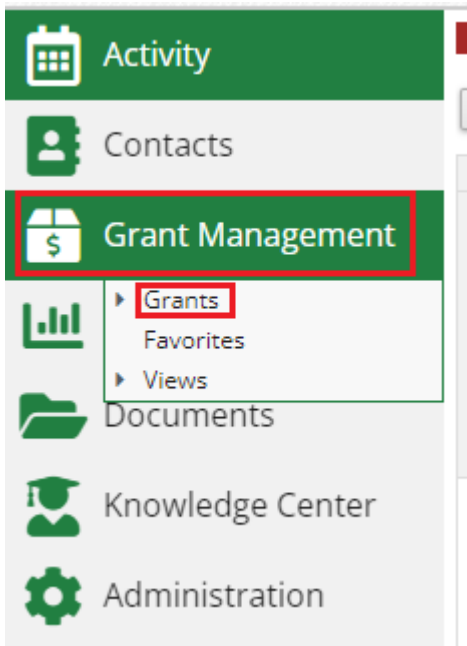 Activity
Contacts
$
Grant Management
Grants
Favorites
Views
Documents
Knowledge Center
Administration